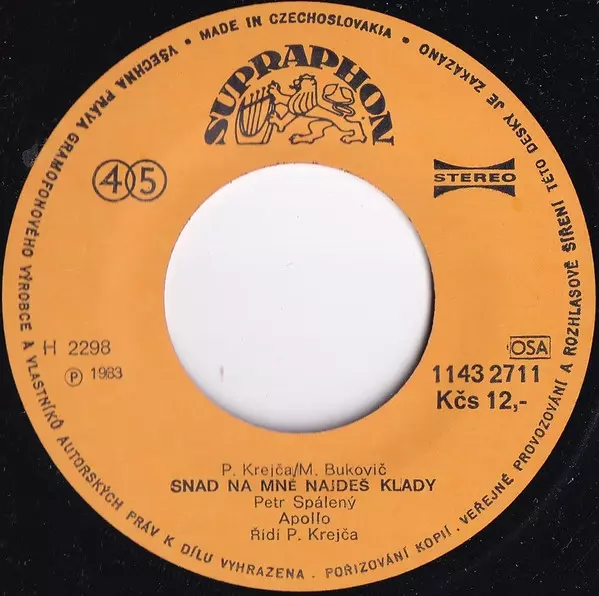 VŠECHNA PRÁVA GRAMOFONOVÉHO VÝROBCE A VLASTNÍKŮ AUTORSKÝCH PRÁV K DÍLU VYHRAZENA. POŘIZOVÁNÍ KOPIÍ. VEŘEJNÉ PROVOZOVÁNÍ A ROZHLASOVÉ ŠÍŘENÍ TÉTO DESKY JE ZAKÁZÁNO • MADE IN CZECHOSLOVAKIA •
SUPRAPHON
45
STEREO
H 2298
Ⓟ 1983
OSA
1143 2711
Kčs 12,-
P. Krejča/M. Bukovič
SNAD NA MNĚ NAJDEŠ KLADY
Petr Spálený
Apollo
Řídí P. Krejča